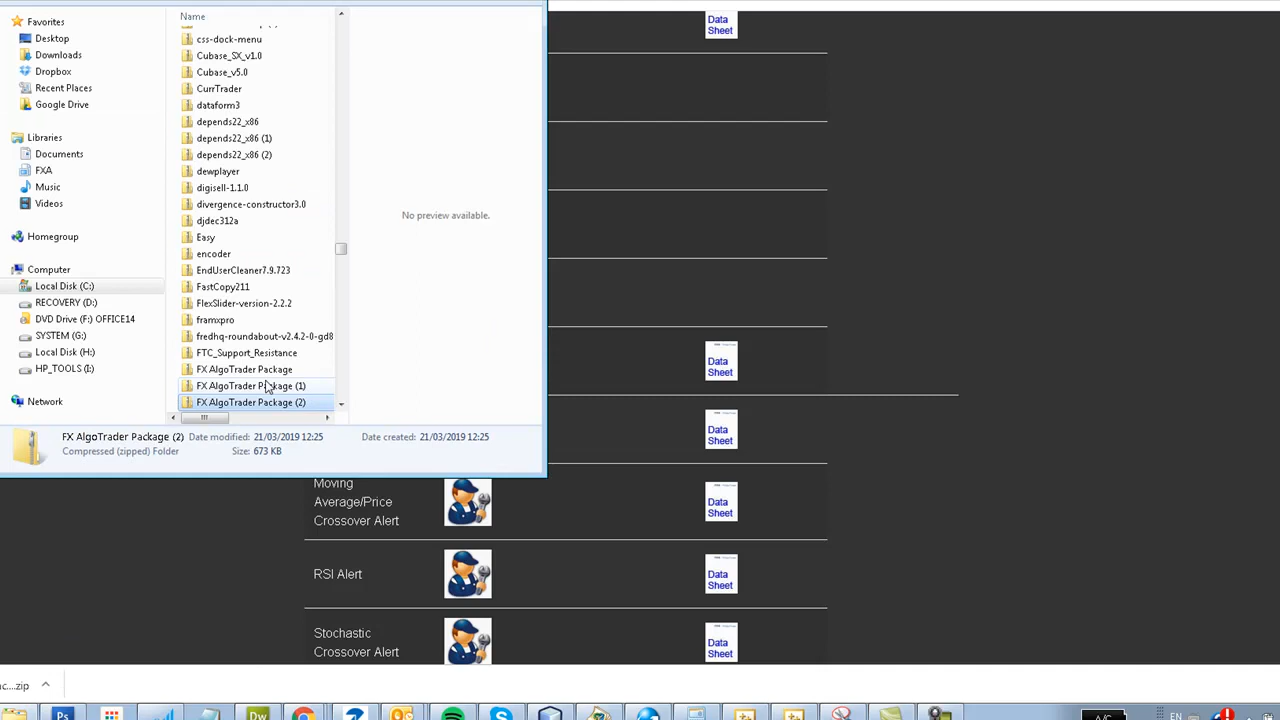 Favorites
Desktop
Downloads
Dropbox
Recent Places
Google Drive
Libraries
Documents
FXA
Music
Videos
Homegroup
Computer
Local Disk (C:)
RECOVERY (D:)
DVD Drive (F:) OFFICE14
SYSTEM (G:)
Local Disk (H:)
HP_TOOLS (I:)
Network
Name
css-dock-menu
Cubase_SX_v1.0
Cubase_v5.0
CurrTrader
dataform3
depends22_x86
depends22_x86 (1)
depends22_x86 (2)
dewplayer
digisell-1.1.0
divergence-constructor3.0
djdec312a
Easy
encoder
EndUserCleaner7.9.723
FastCopy211
FlexSlider-version-2.2.2
framxpro
fredhq-roundabout-v2.4.2-0-gd8
FTC_Support_Resistance
FX AlgoTrader Package
FX AlgoTrader Package (1)
FX AlgoTrader Package (2)
No preview available.
FX AlgoTrader Package (2) Date modified: 21/03/2019 12:25 Date created: 21/03/2019 12:25
Compressed (zipped) Folder Size: 673 KB
Data
Sheet
Data
Sheet
Data
Sheet
Moving
Average/Price
Crossover Alert
Data
Sheet
RSI Alert
Data
Sheet
Stochastic
Crossover Alert
Data
Sheet
c...zip
Ps
Dw
EN